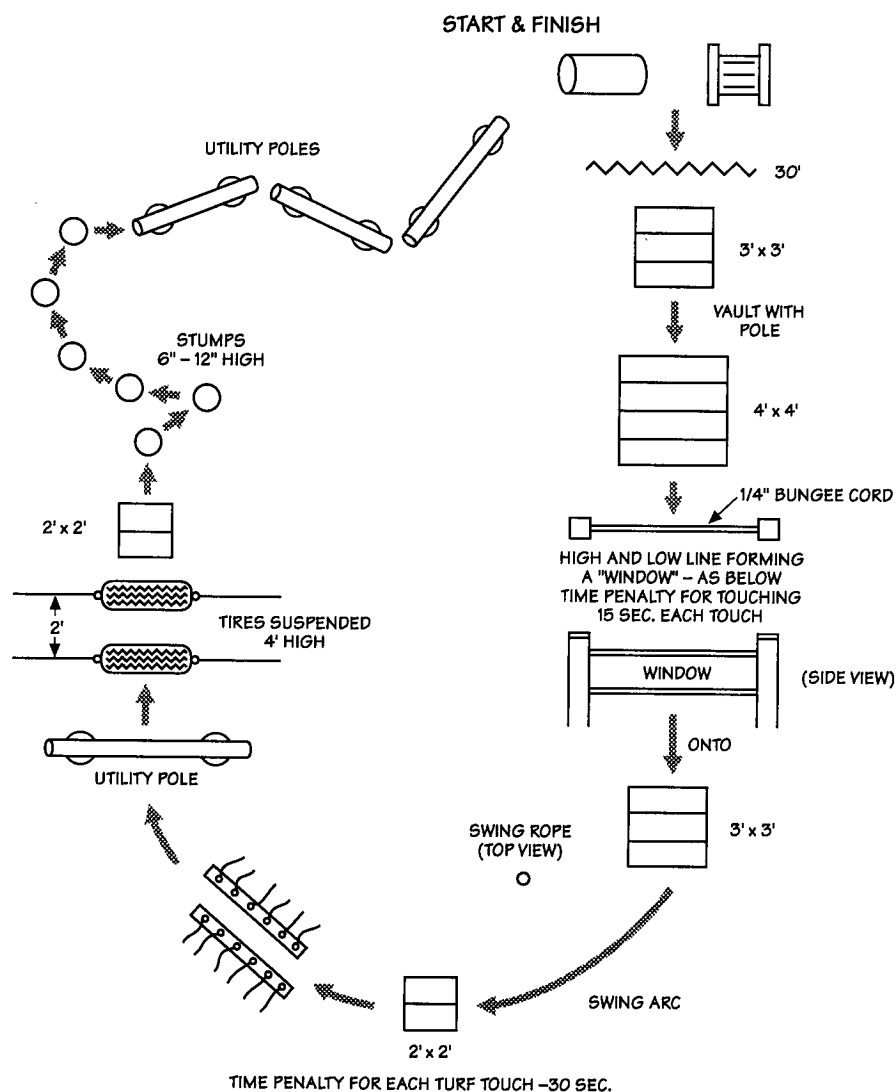 START & FINISH
UTILITY POLES
30'
3' x 3'
VAULT WITH
POLE
STUMPS
6" – 12" HIGH
4' x 4'
1/4" BUNGEE CORD
2' x 2'
HIGH AND LOW LINE FORMING
A "WINDOW" – AS BELOW
TIME PENALTY FOR TOUCHING
15 SEC. EACH TOUCH
2'
TIRES SUSPENDED
4' HIGH
WINDOW
(SIDE VIEW)
ONTO
UTILITY POLE
SWING ROPE
(TOP VIEW)
3' x 3'
SWING ARC
2' x 2'
TIME PENALTY FOR EACH TURF TOUCH –30 SEC.